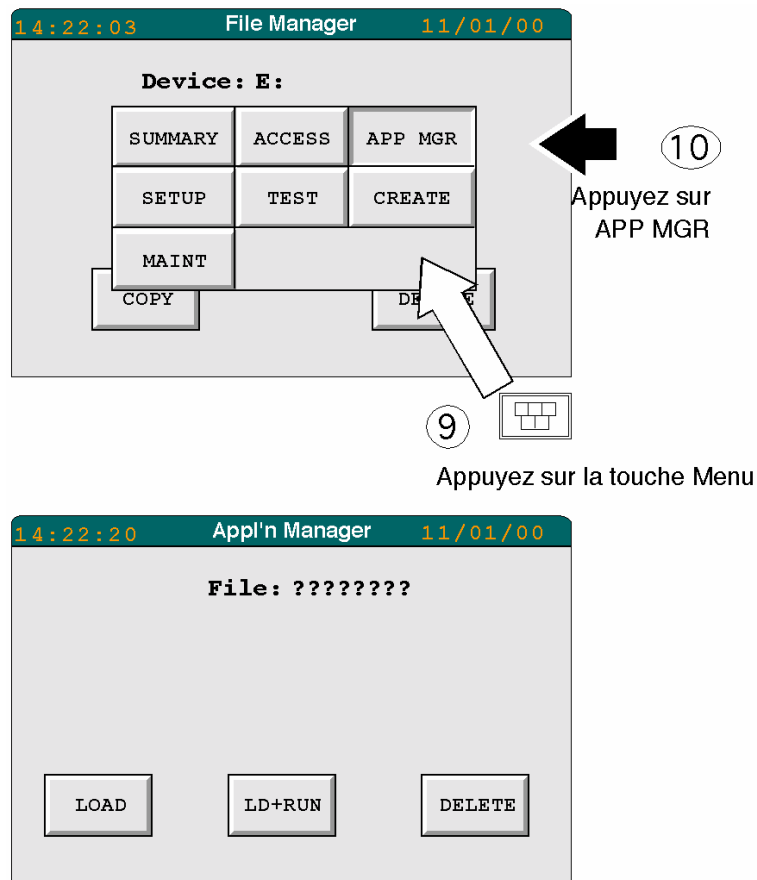 14:22:03 File Manager 11/01/00
Device: E:
SUMMARY ACCESS APP MGR
10
SETUP TEST CREATE
Appuyez sur
APP MGR
MAINT
COPY DELETE
9
Appuyez sur la touche Menu
14:22:20 Appl'n Manager 11/01/00
File: ????????
LOAD LD+RUN DELETE